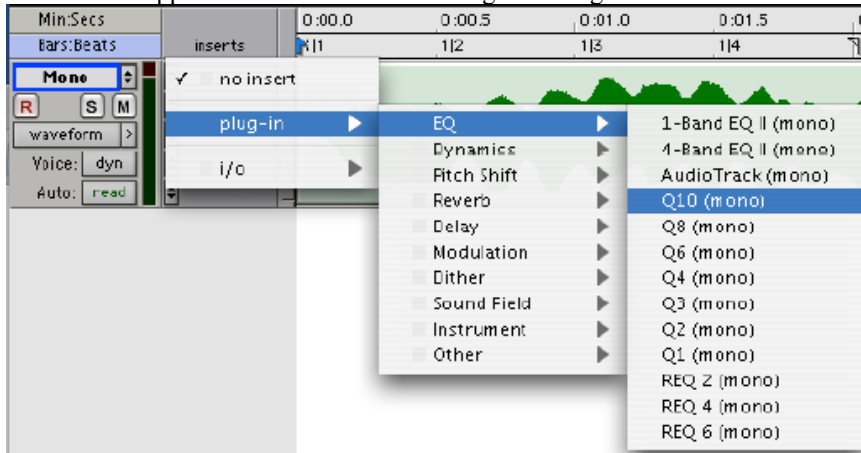 Min:Secs 0:00.0 0:00.5 0:01.0 0:01.5
Bars:Beats inserts 1|1 1|2 1|3 1|4
Mono
R S M
waveform
Voice: dyn
Auto: read
✓ no insert
plug-in
i/o
EQ
Dynamics
Pitch Shift
Reverb
Delay
Modulation
Dither
Sound Field
Instrument
Other
1-Band EQ II (mono)
4-Band EQ II (mono)
AudioTrack (mono)
Q10 (mono)
Q8 (mono)
Q6 (mono)
Q4 (mono)
Q3 (mono)
Q2 (mono)
Q1 (mono)
REQ 2 (mono)
REQ 4 (mono)
REQ 6 (mono)